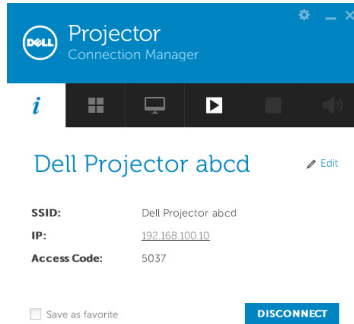 DELL
Projector
Connection Manager
i
Dell Projector abcd
Edit
SSID: Dell Projector abcd
IP: 192.168.100.10
Access Code: 5037
Save as favorite
DISCONNECT